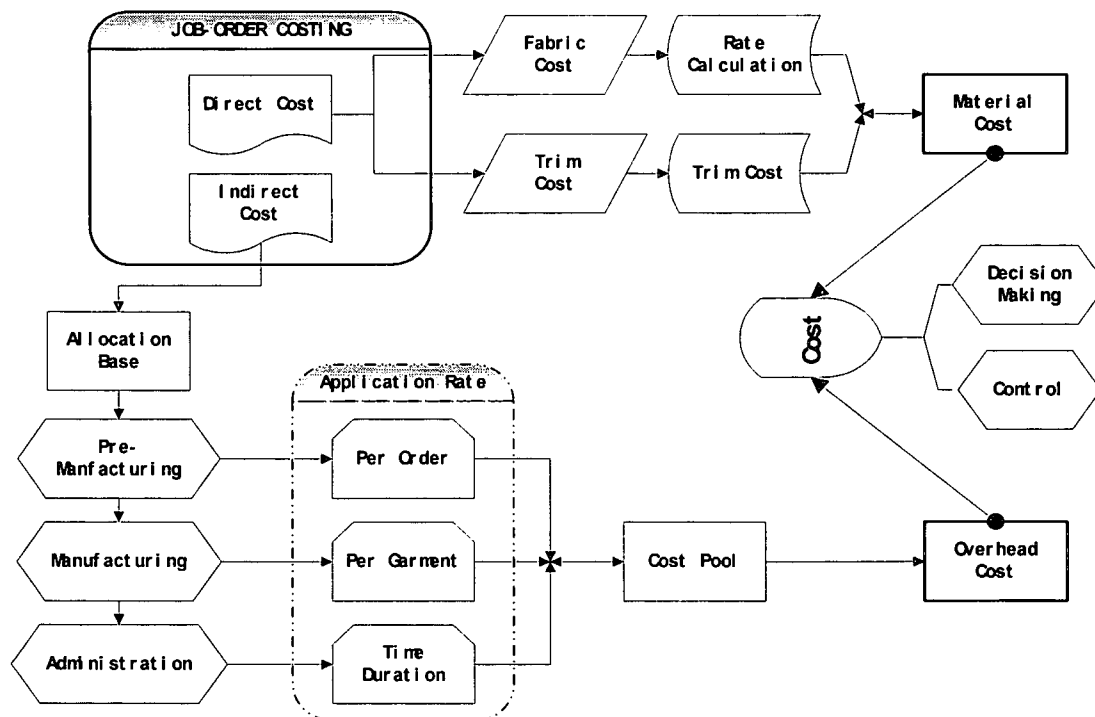 JOB-ORDER COSTING
Direct Cost
Indirect
Cost
Fabric
Cost
Rate
Calculation
Material
Cost
Trim
Cost
Trim Cost
Decision
Making
Cost
Control
Allocation
Base
Application Rate
Pre-
Manfacturing
Per Order
Manufacturing
Per Garment
Cost Pool
Overhead
Cost
Administration
Time
Duration